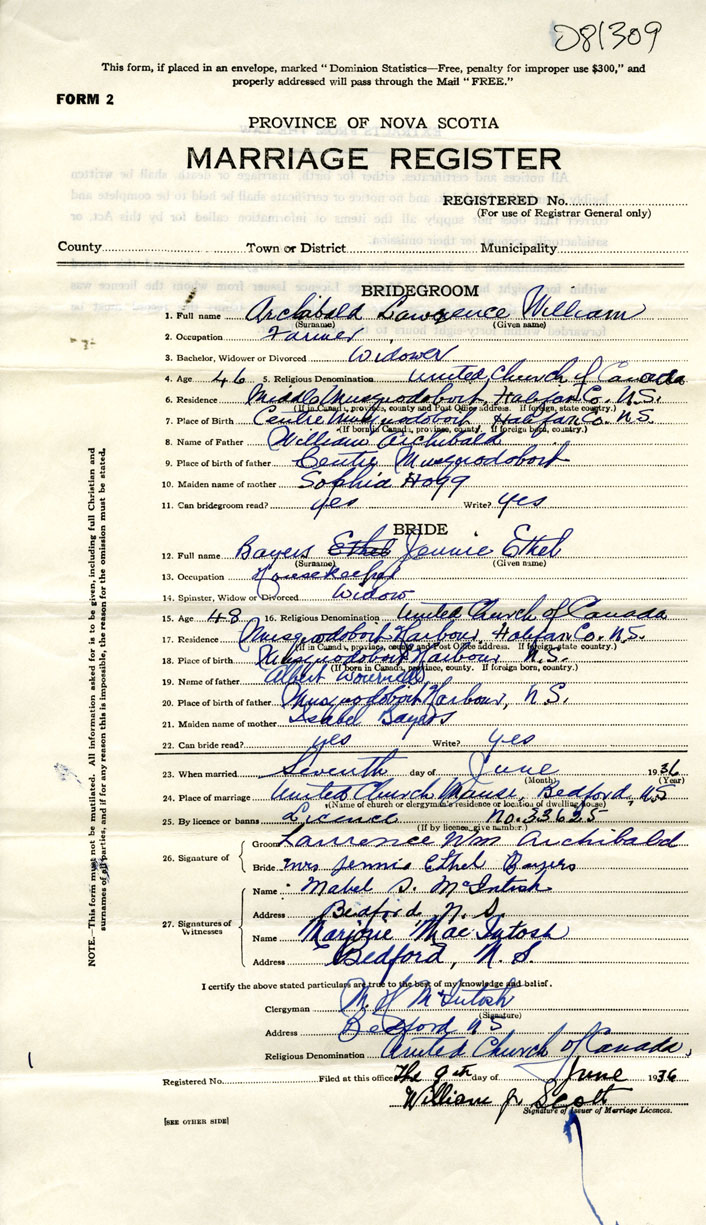 081309
This form, if placed in an envelope, marked "Dominion Statistics—Free, penalty for improper use $300," and
properly addressed will pass through the Mail "FREE."
FORM 2
PROVINCE OF NOVA SCOTIA
MARRIAGE REGISTER
REGISTERED No.
(For use of Registrar General only)
County Town or District Municipality
BRIDEGROOM
1. Full name Archibald Lawrence William
(Surname) (Given name)
2. Occupation Farmer
3. Bachelor, Widower or Divorced Widower
4. Age 46 5. Religious Denomination United Church of Canada
6. Residence Middle Musquodoboit, Halifax Co. N.S.
(If in Canada, province, county and Post Office address. If foreign, state country.)
7. Place of Birth Centre Musquodoboit Halifax Co. N.S.
(If born in Canada, province, county. If foreign born, country.)
8. Name of Father William Archibald
9. Place of birth of father Centre Musquodoboit
10. Maiden name of mother Sophia Hogg
11. Can bridegroom read? yes Write? yes
BRIDE
12. Full name Bayers Ethel Jennie Ethel
(Surname) (Given name)
13. Occupation Housekeeper
14. Spinster, Widow or Divorced Widow
15. Age 48 16. Religious Denomination United Church of Canada
17. Residence Musquodoboit Harbour, Halifax Co. N.S.
(If in Canada, province, county and Post Office address. If foreign, state country.)
18. Place of birth Musquodoboit Harbour N.S.
(If born in Canada, province, county. If foreign born, country.)
19. Name of father Albert
20. Place of birth of father Musquodoboit Harbour, N.S.
21. Maiden name of mother Isabel Bayers
22. Can bride read? yes Write? yes
23. When married Seventh day of June 1936
(Month) (Year)
24. Place of marriage United Church Manse, Bedford, N.S
(Name of church or clergyman's residence or location of dwelling house)
25. By licence or banns Licence No. 33625
(If by licence, give number.)
26. Signature of
Groom Lawrence Wm Archibald
Bride Mrs Jennie Ethel Bayers
27. Signatures of Witnesses
Name Mabel S. McIntosh
Address Bedford, N.S.
Name Marjorie MacIntosh
Address Bedford, N.S.
I certify the above stated particulars are true to the best of my knowledge and belief.
Clergyman McIntosh
(Signature)
Address Bedford NS
Religious Denomination United Church of Canada,
Registered No. Filed at this office The 9th day of June 1936
William J. Scott
Signature of Issuer of Marriage Licences.
[SEE OTHER SIDE]
NOTE.—This form must not be mutilated. All information asked for is to be given, including full Christian and
surnames of all parties, and if for any reason this is impossible, the reason for the omission must be stated.